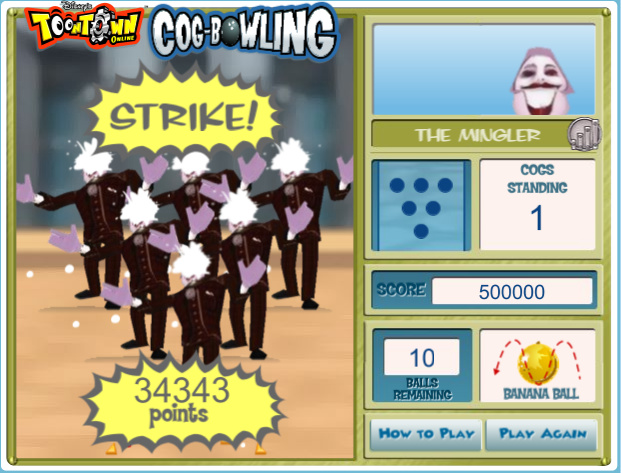 Disney's
TOONTOWN
ONLINE
COG-BOWLING
STRIKE!
34343
points
THE MINGLER
COGS
STANDING
1
SCORE
500000
10
BALLS
REMAINING
BANANA BALL
HOW TO PLAY
PLAY AGAIN